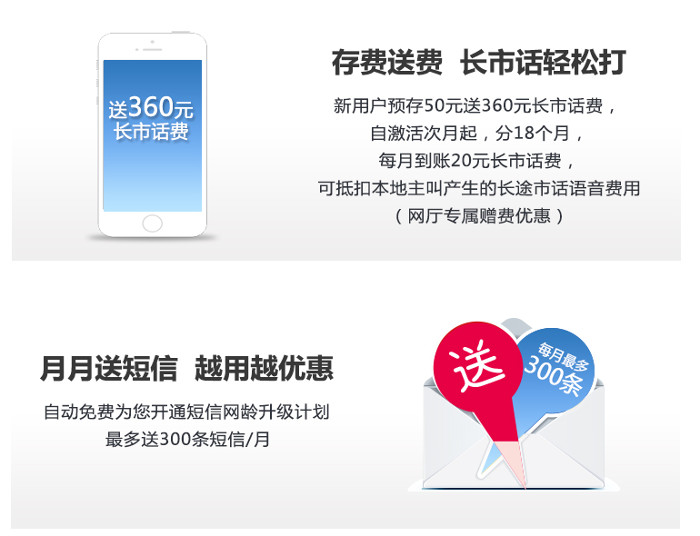 送360元
长市话费
存费送费 长市话轻松打
新用户预存50元送360元长市话费，
自激活次月起，分18个月，
每月到账20元长市话费，
可抵扣本地主叫产生的长途市话语音费用
（网厅专属赠费优惠）
月月送短信 越用越优惠
自动免费为您开通短信网龄升级计划
最多送300条短信/月
送
每月最多
300条